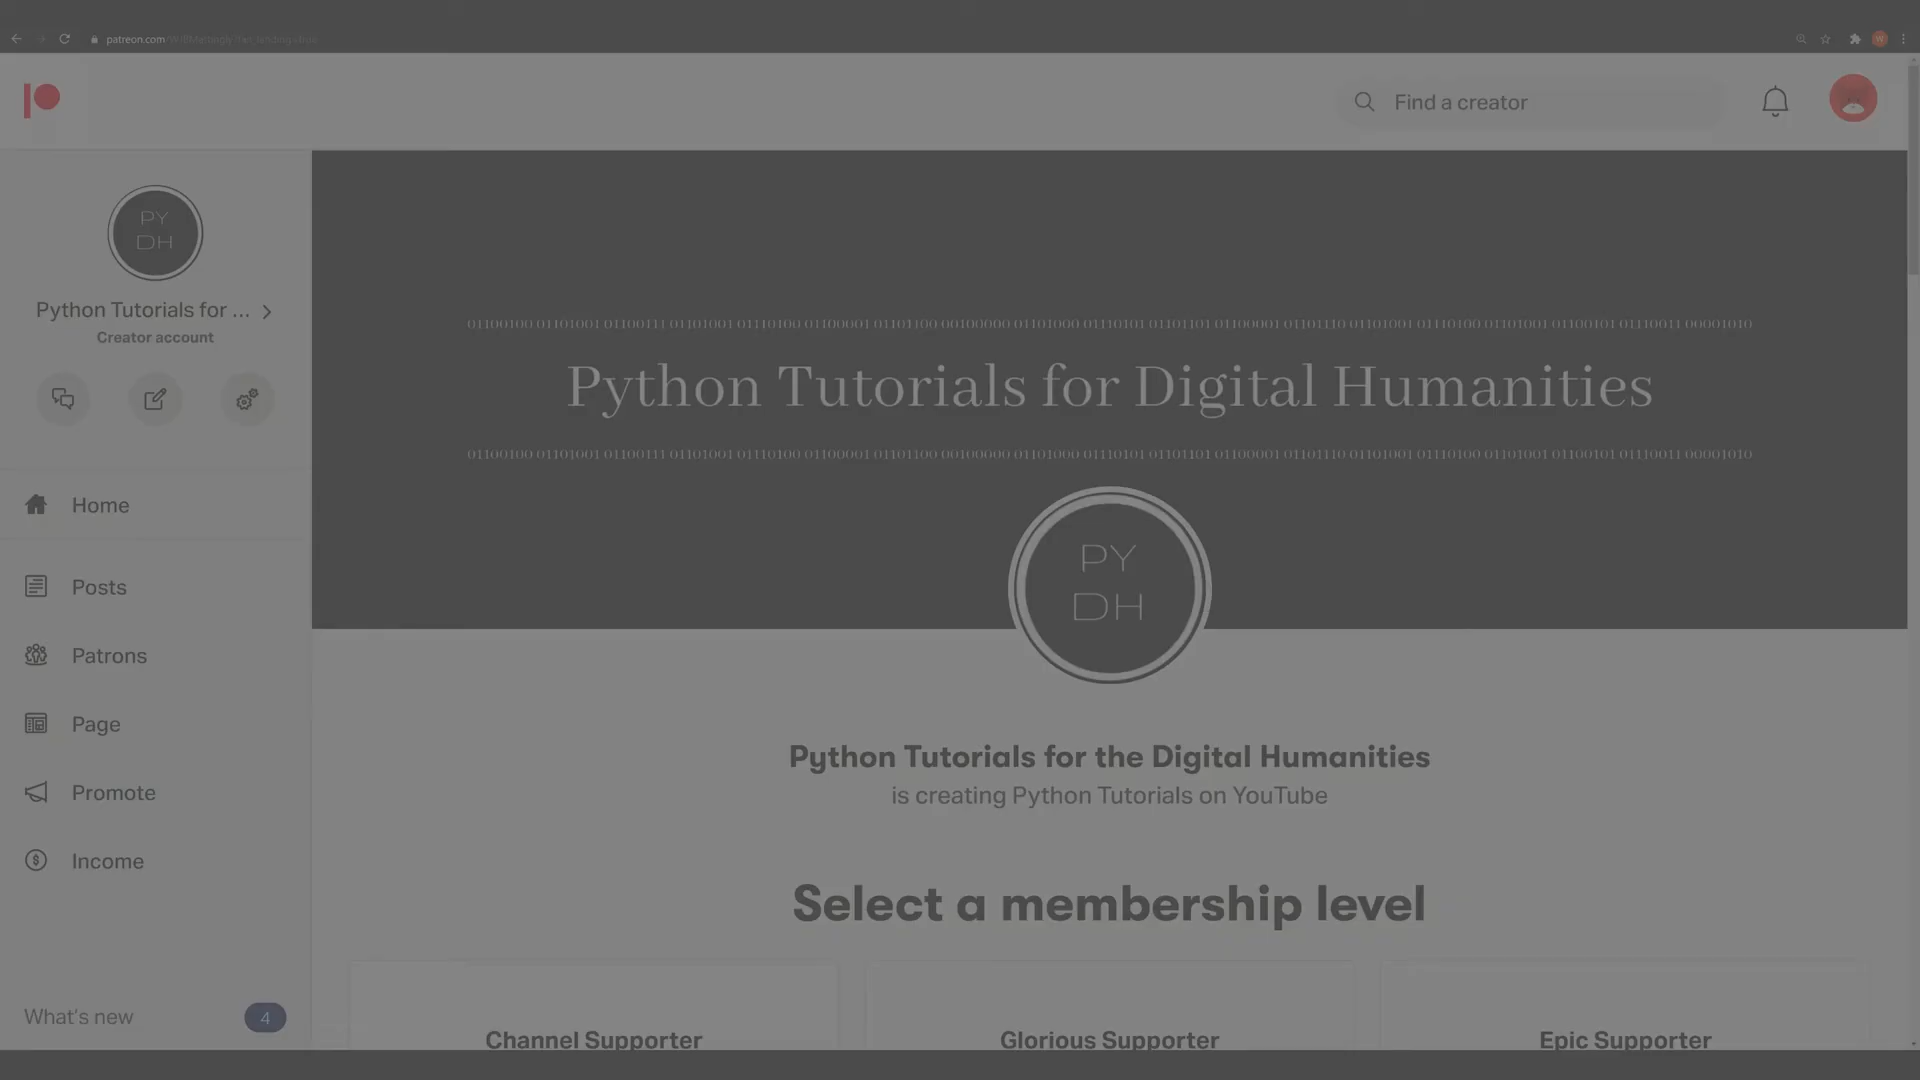 patreon.com
Find a creator
PY
DH
Python Tutorials for ...
Creator account
Home
Posts
Patrons
Page
Promote
Income
What's new
4
01100100 01101001 01100111 01101001 01110100 01100001 01101100 00100000 01101000 01110101 01101101 01100001 01101110 01101001 01110100 01101001 01100101 01110011 00001010
Python Tutorials for Digital Humanities
01100100 01101001 01100111 01101001 01110100 01100001 01101100 00100000 01101000 01110101 01101101 01100001 01101110 01101001 01110100 01101001 01100101 01110011 00001010
PY
DH
Python Tutorials for the Digital Humanities
is creating Python Tutorials on YouTube
Select a membership level
Channel Supporter
Glorious Supporter
Epic Supporter